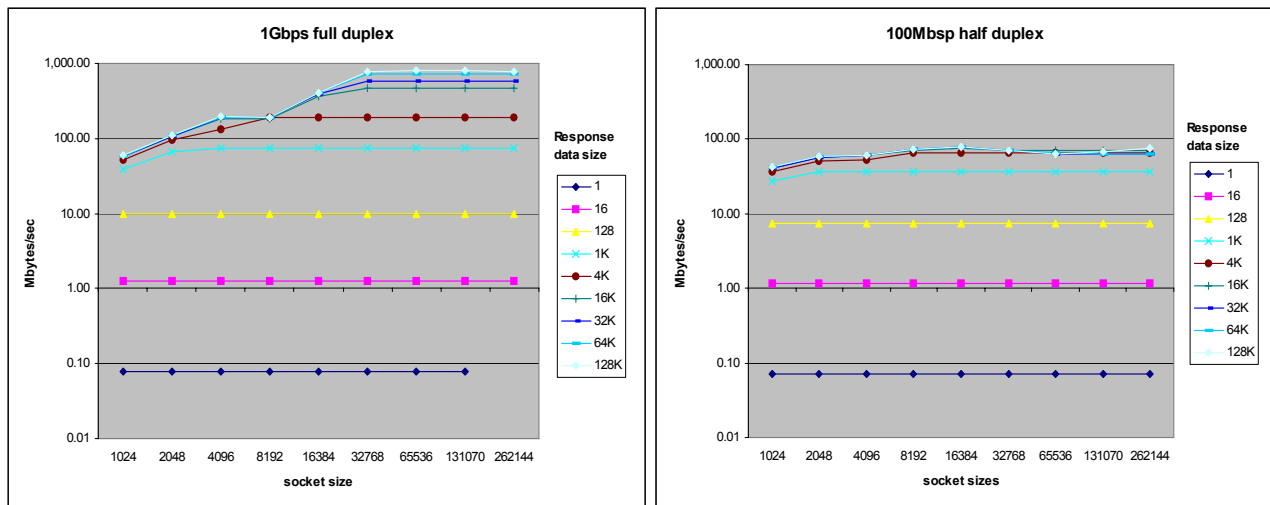 1Gbps full duplex
1,000.00
100.00
10.00
1.00
0.10
0.01
Mbytes/sec
1024 2048 4096 8192 16384 32768 65536 131070 262144
socket size
Response
data size
1
16
128
1K
4K
16K
32K
64K
128K
100Mbsp half duplex
1,000.00
100.00
10.00
1.00
0.10
0.01
Mbytes/sec
1024 2048 4096 8192 16384 32768 65536 131070 262144
socket sizes
Response
data size
1
16
128
1K
4K
16K
32K
64K
128K